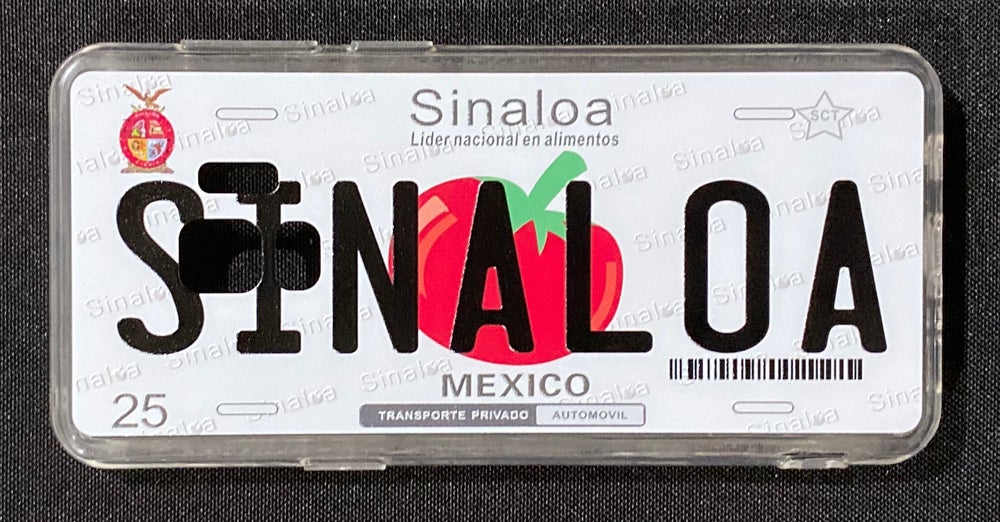 Sinaloa
Lider nacional en alimentos
SCT
SINALOA
MEXICO
25
TRANSPORTE PRIVADO AUTOMOVIL